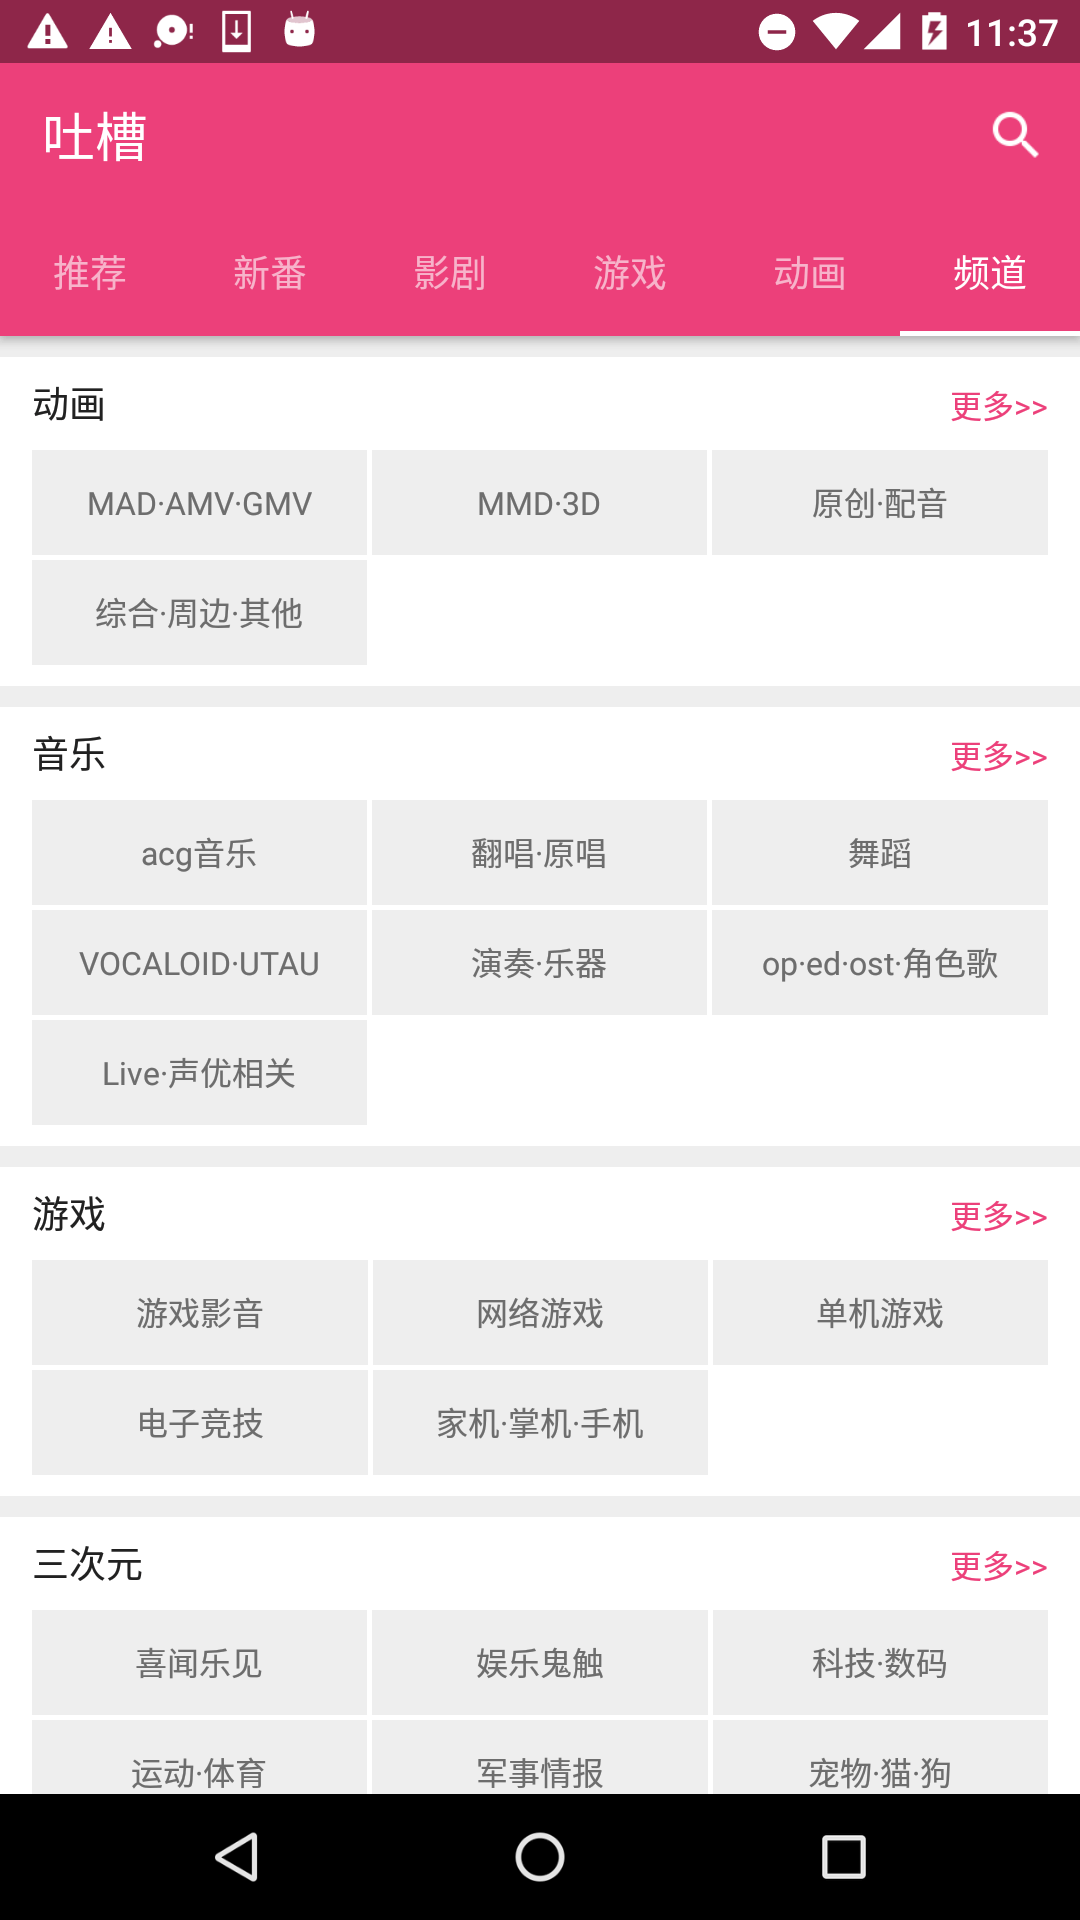 11:37
吐槽
推荐 新番 影剧 游戏 动画 频道
动画 更多>>
MAD·AMV·GMV MMD·3D 原创·配音
综合·周边·其他
音乐 更多>>
acg音乐 翻唱·原唱 舞蹈
VOCALOID·UTAU 演奏·乐器 op·ed·ost·角色歌
Live·声优相关
游戏 更多>>
游戏影音 网络游戏 单机游戏
电子竞技 家机·掌机·手机
三次元 更多>>
喜闻乐见 娱乐鬼触 科技·数码
运动·体育 军事情报 宠物·猫·狗